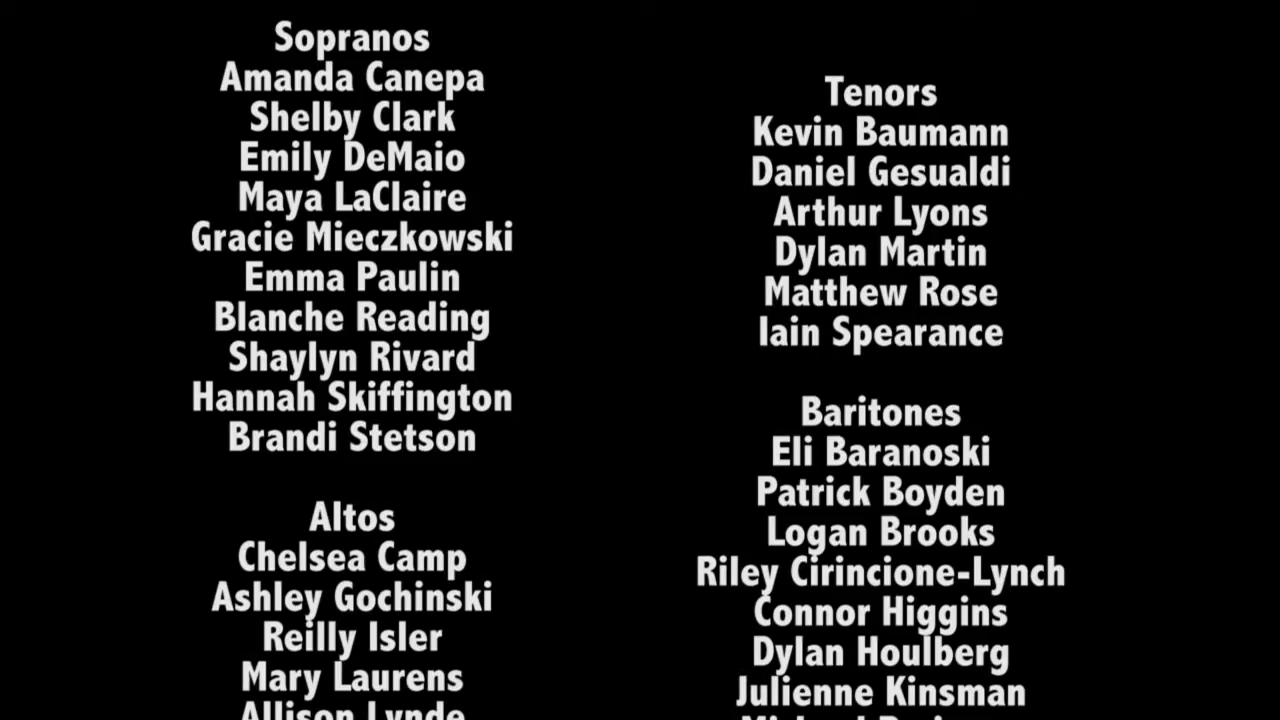 Sopranos
Amanda Canepa
Shelby Clark
Emily DeMaio
Maya LaClaire
Gracie Mieczkowski
Emma Paulin
Blanche Reading
Shaylyn Rivard
Hannah Skiffington
Brandi Stetson
Altos
Chelsea Camp
Ashley Gochinski
Reilly Isler
Mary Laurens
Allison Lynde
Tenors
Kevin Baumann
Daniel Gesualdi
Arthur Lyons
Dylan Martin
Matthew Rose
Iain Spearance
Baritones
Eli Baranoski
Patrick Boyden
Logan Brooks
Riley Cirincione-Lynch
Connor Higgins
Dylan Houlberg
Julienne Kinsman